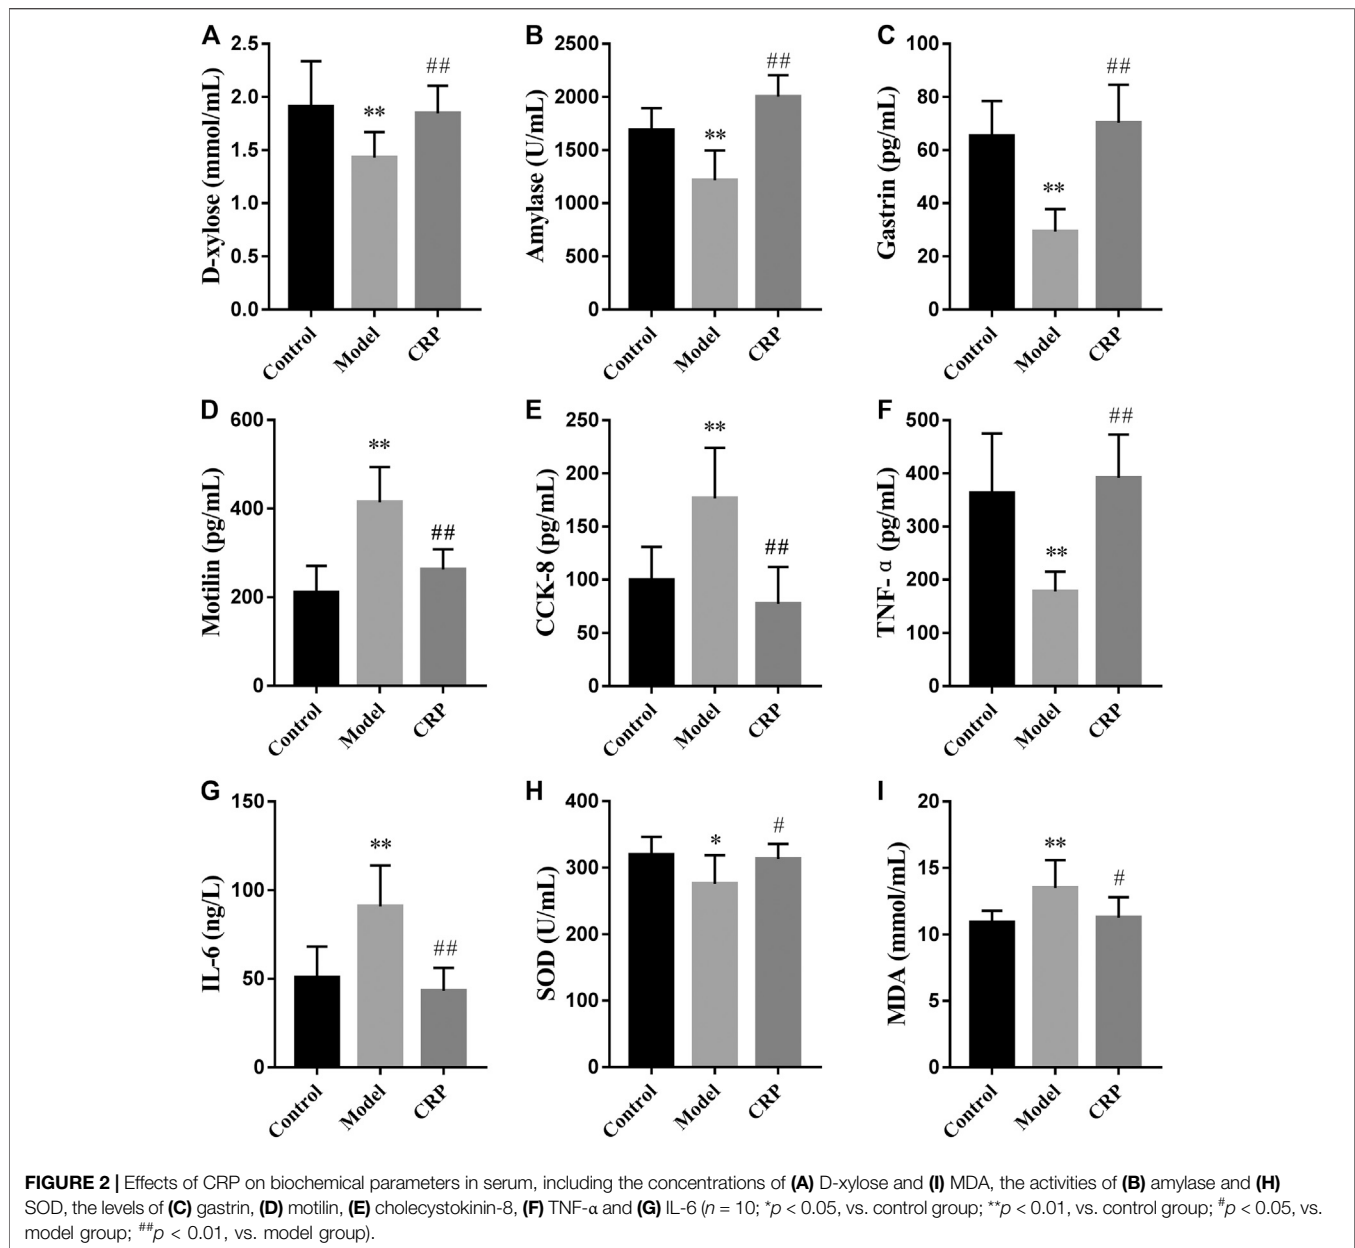 A
D-xylose (mmol/mL)
2.5
2.0
1.5
1.0
0.5
0.0
**
##
Control
Model
CRP
B
Amylase (U/mL)
2500
2000
1500
1000
500
0
**
##
Control
Model
CRP
C
Gastrin (pg/mL)
100
80
60
40
20
0
**
##
Control
Model
CRP
D
Motilin (pg/mL)
600
400
200
0
**
##
Control
Model
CRP
E
CCK-8 (pg/mL)
250
200
150
100
50
0
**
##
Control
Model
CRP
F
TNF- α (pg/mL)
500
400
300
200
100
0
**
##
Control
Model
CRP
G
IL-6 (ng/L)
150
100
50
0
**
##
Control
Model
CRP
H
SOD (U/mL)
400
300
200
100
0
*
#
Control
Model
CRP
I
MDA (mmol/mL)
20
15
10
5
0
**
#
Control
Model
CRP
FIGURE 2 | Effects of CRP on biochemical parameters in serum, including the concentrations of (A) D-xylose and (I) MDA, the activities of (B) amylase and (H)
SOD, the levels of (C) gastrin, (D) motilin, (E) cholecystokinin-8, (F) TNF-α and (G) IL-6 (n = 10; *p < 0.05, vs. control group; **p < 0.01, vs. control group; #p < 0.05, vs.
model group; ##p < 0.01, vs. model group).